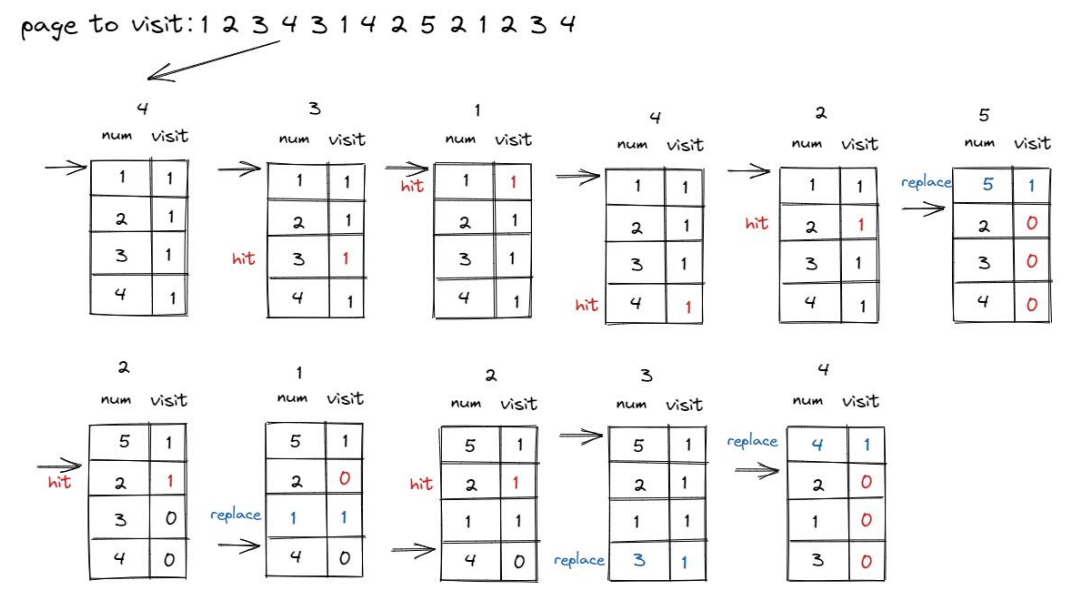 page to visit: 1 2 3 4 3 1 4 2 5 2 1 2 3 4
4 3 1 4 2 5
num visit num visit num visit num visit num visit num visit
1 1 1 1 hit 1 1 1 1 1 1 replace 5 1
2 1 2 1 2 1 2 1 hit 2 1 2 0
3 1 hit 3 1 3 1 3 1 3 1 3 0
4 1 4 1 4 1 hit 4 1 4 1 4 0
2 1 2 3 4
num visit num visit num visit num visit num visit
5 1 5 1 5 1 5 1 replace 4 1
hit 2 1 2 0 hit 2 1 2 1 2 0
3 0 replace 1 1 1 1 1 1 1 0
4 0 4 0 4 0 replace 3 1 3 0